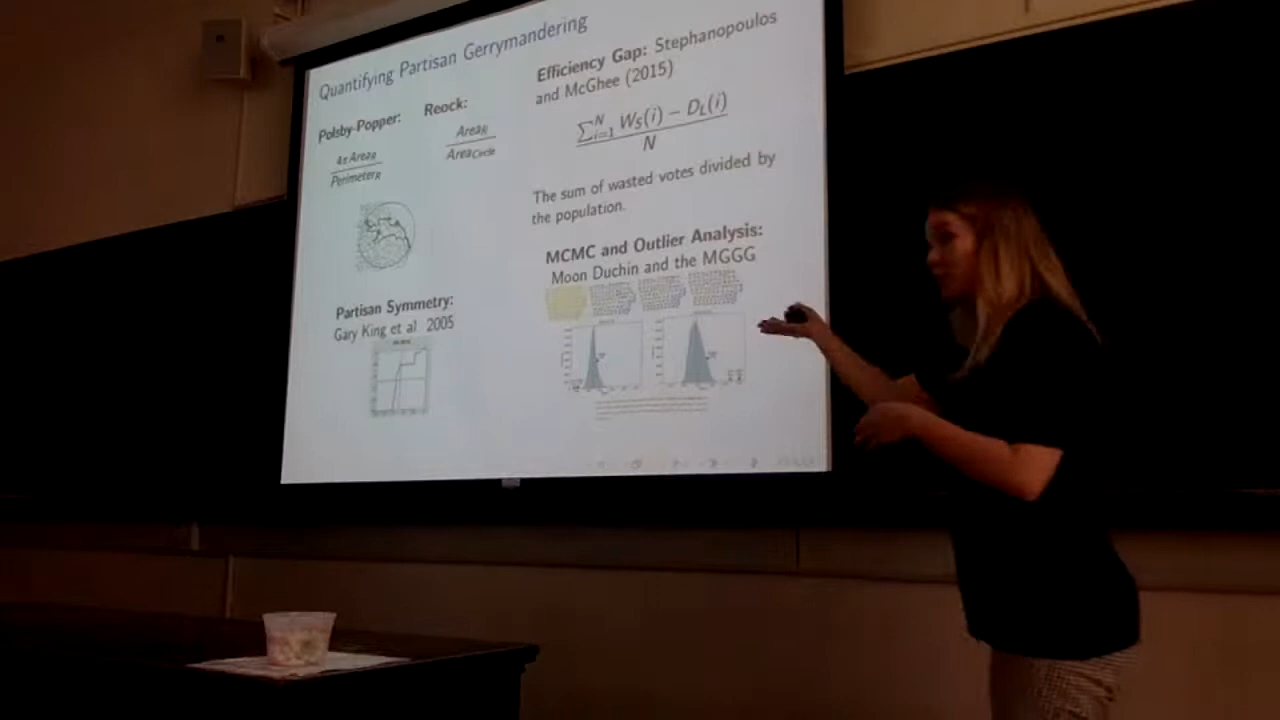 Quantifying Partisan Gerrymandering
Polsby-Popper:
4π Area_R
Perimeter_R
Reock:
Area_R
Area_Circle
Partisan Symmetry:
Gary King et al 2005
Efficiency Gap: Stephanopoulos
and McGhee (2015)
∑_{i=1}^{N} W_S(i) − D_L(i)
N
The sum of wasted votes divided by
the population.
MCMC and Outlier Analysis:
Moon Duchin and the MGGG